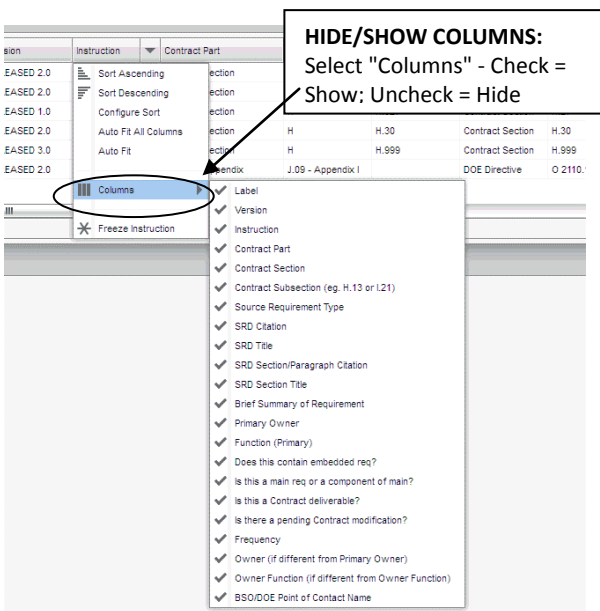 HIDE/SHOW COLUMNS:
Select "Columns" - Check =
Show; Uncheck = Hide
sion Instruction Contract Part
EASED 2.0 Sort Ascending ection
EASED 2.0 Sort Descending ection
EASED 1.0 Configure Sort ection
EASED 2.0 Auto Fit All Columns ection H H.30 Contract Section H.30
EASED 3.0 Auto Fit ection H H.999 Contract Section H.999
EASED 2.0 pendix J.09 - Appendix I DOE Directive O 2110.
Columns
Freeze Instruction
Label
Version
Instruction
Contract Part
Contract Section
Contract Subsection (eg. H.13 or I.21)
Source Requirement Type
SRD Citation
SRD Title
SRD Section/Paragraph Citation
SRD Section Title
Brief Summary of Requirement
Primary Owner
Function (Primary)
Does this contain embedded req?
Is this a main req or a component of main?
Is this a Contract deliverable?
Is there a pending Contract modification?
Frequency
Owner (if different from Primary Owner)
Owner Function (if different from Owner Function)
BSO/DOE Point of Contact Name